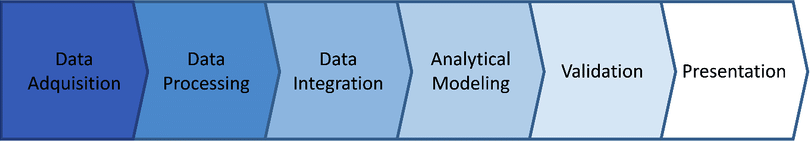 Data
Adquisition
Data
Processing
Data
Integration
Analytical
Modeling
Validation
Presentation